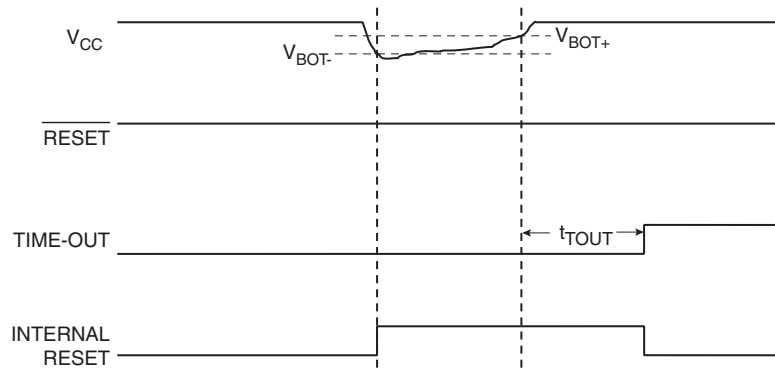 VCC
VBOT-
VBOT+
RESET
TIME-OUT
tTOUT
INTERNAL
RESET